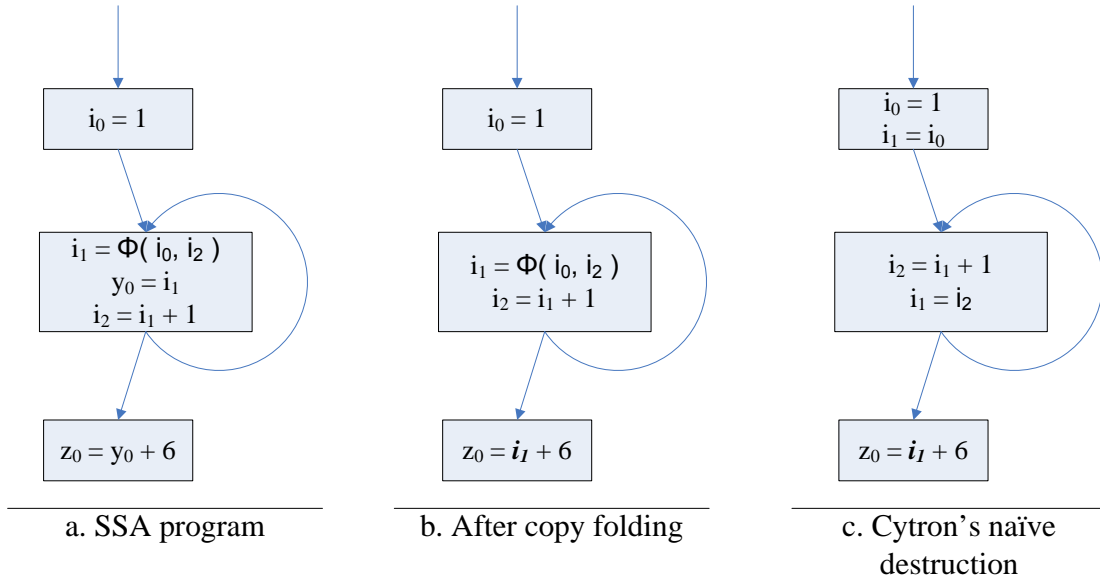 i₀ = 1
i₁ = Φ( i₀, i₂ )
y₀ = i₁
i₂ = i₁ + 1
z₀ = y₀ + 6
a. SSA program
i₀ = 1
i₁ = Φ( i₀, i₂ )
i₂ = i₁ + 1
z₀ = i₁ + 6
b. After copy folding
i₀ = 1
i₁ = i₀
i₂ = i₁ + 1
i₁ = i₂
z₀ = i₁ + 6
c. Cytron’s naïve
destruction